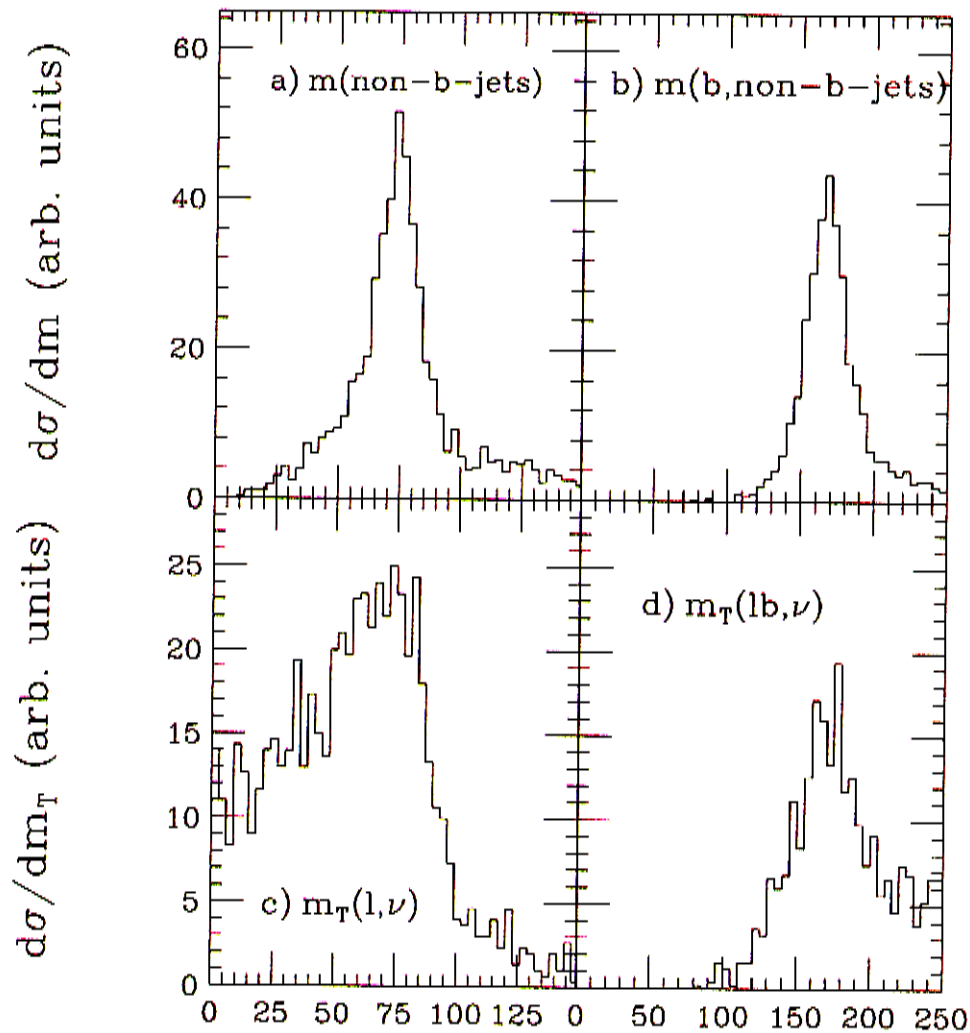 dσ/dm (arb. units)
60
40
20
0
a) m(non-b-jets)
b) m(b,non-b-jets)
dσ/dm_T (arb. units)
25
20
15
10
5
0
c) m_T(l,ν)
d) m_T(lb,ν)
0 25 50 75 100 125 0 50 100 150 200 250